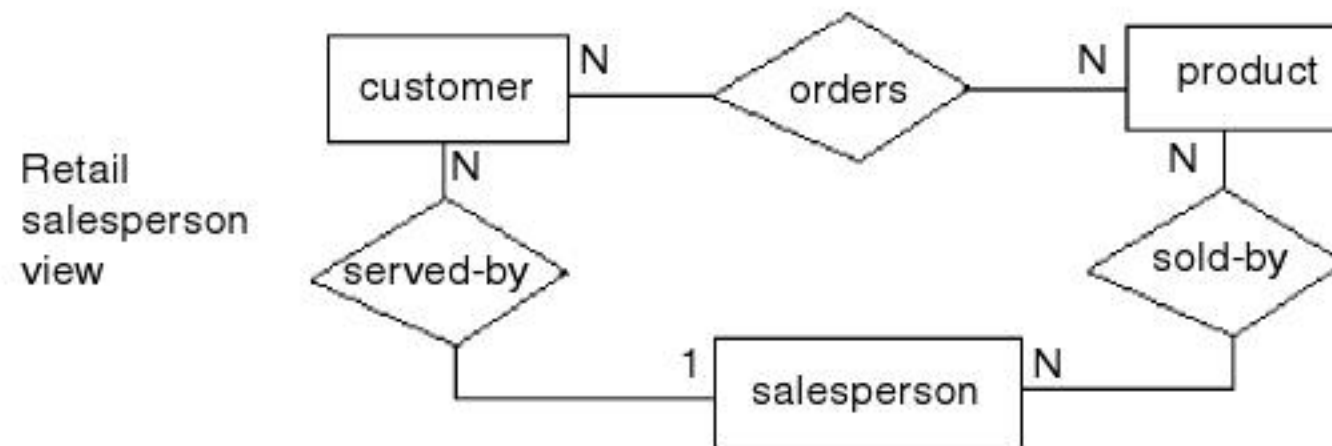 customer
N
orders
N
product
N
N
Retail
salesperson
view
served-by
sold-by
1
salesperson
N